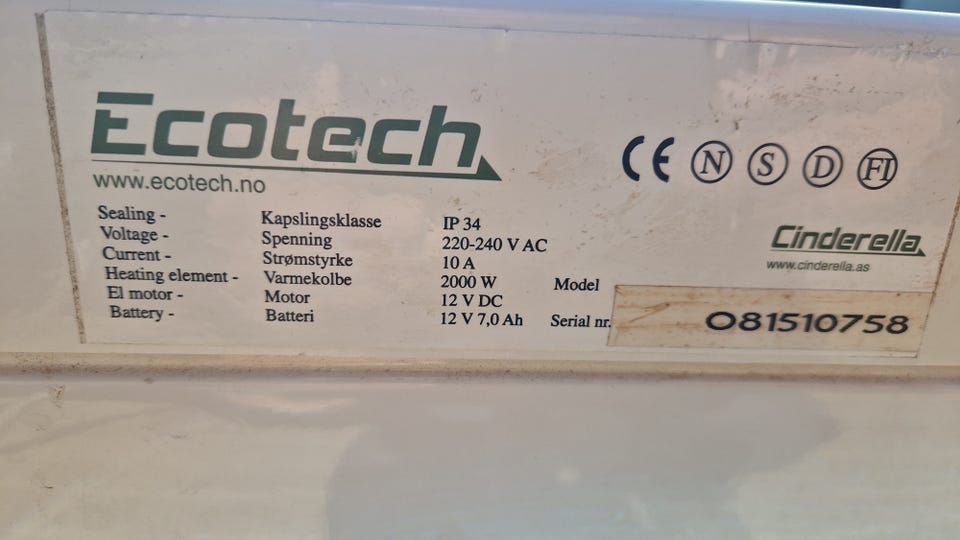 Ecotech
www.ecotech.no
CE N S D FI
Cinderella
www.cinderella.as
Sealing - Kapslingsklasse IP 34
Voltage - Spenning 220-240 V AC
Current - Strømstyrke 10 A
Heating element - Varmekolbe 2000 W Model
El motor - Motor 12 V DC
Battery - Batteri 12 V 7,0 Ah Serial nr. 081510758